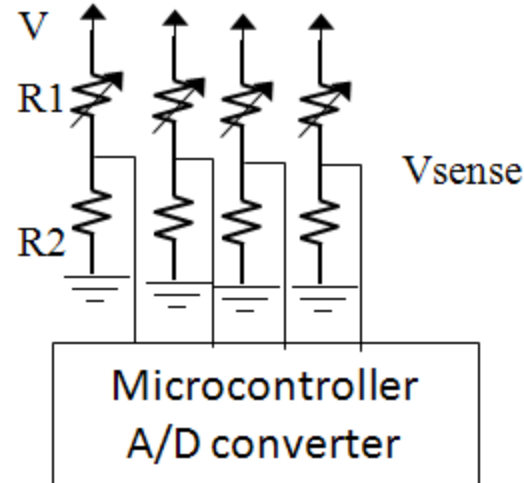 V
R1
Vsense
R2
Microcontroller
A/D converter